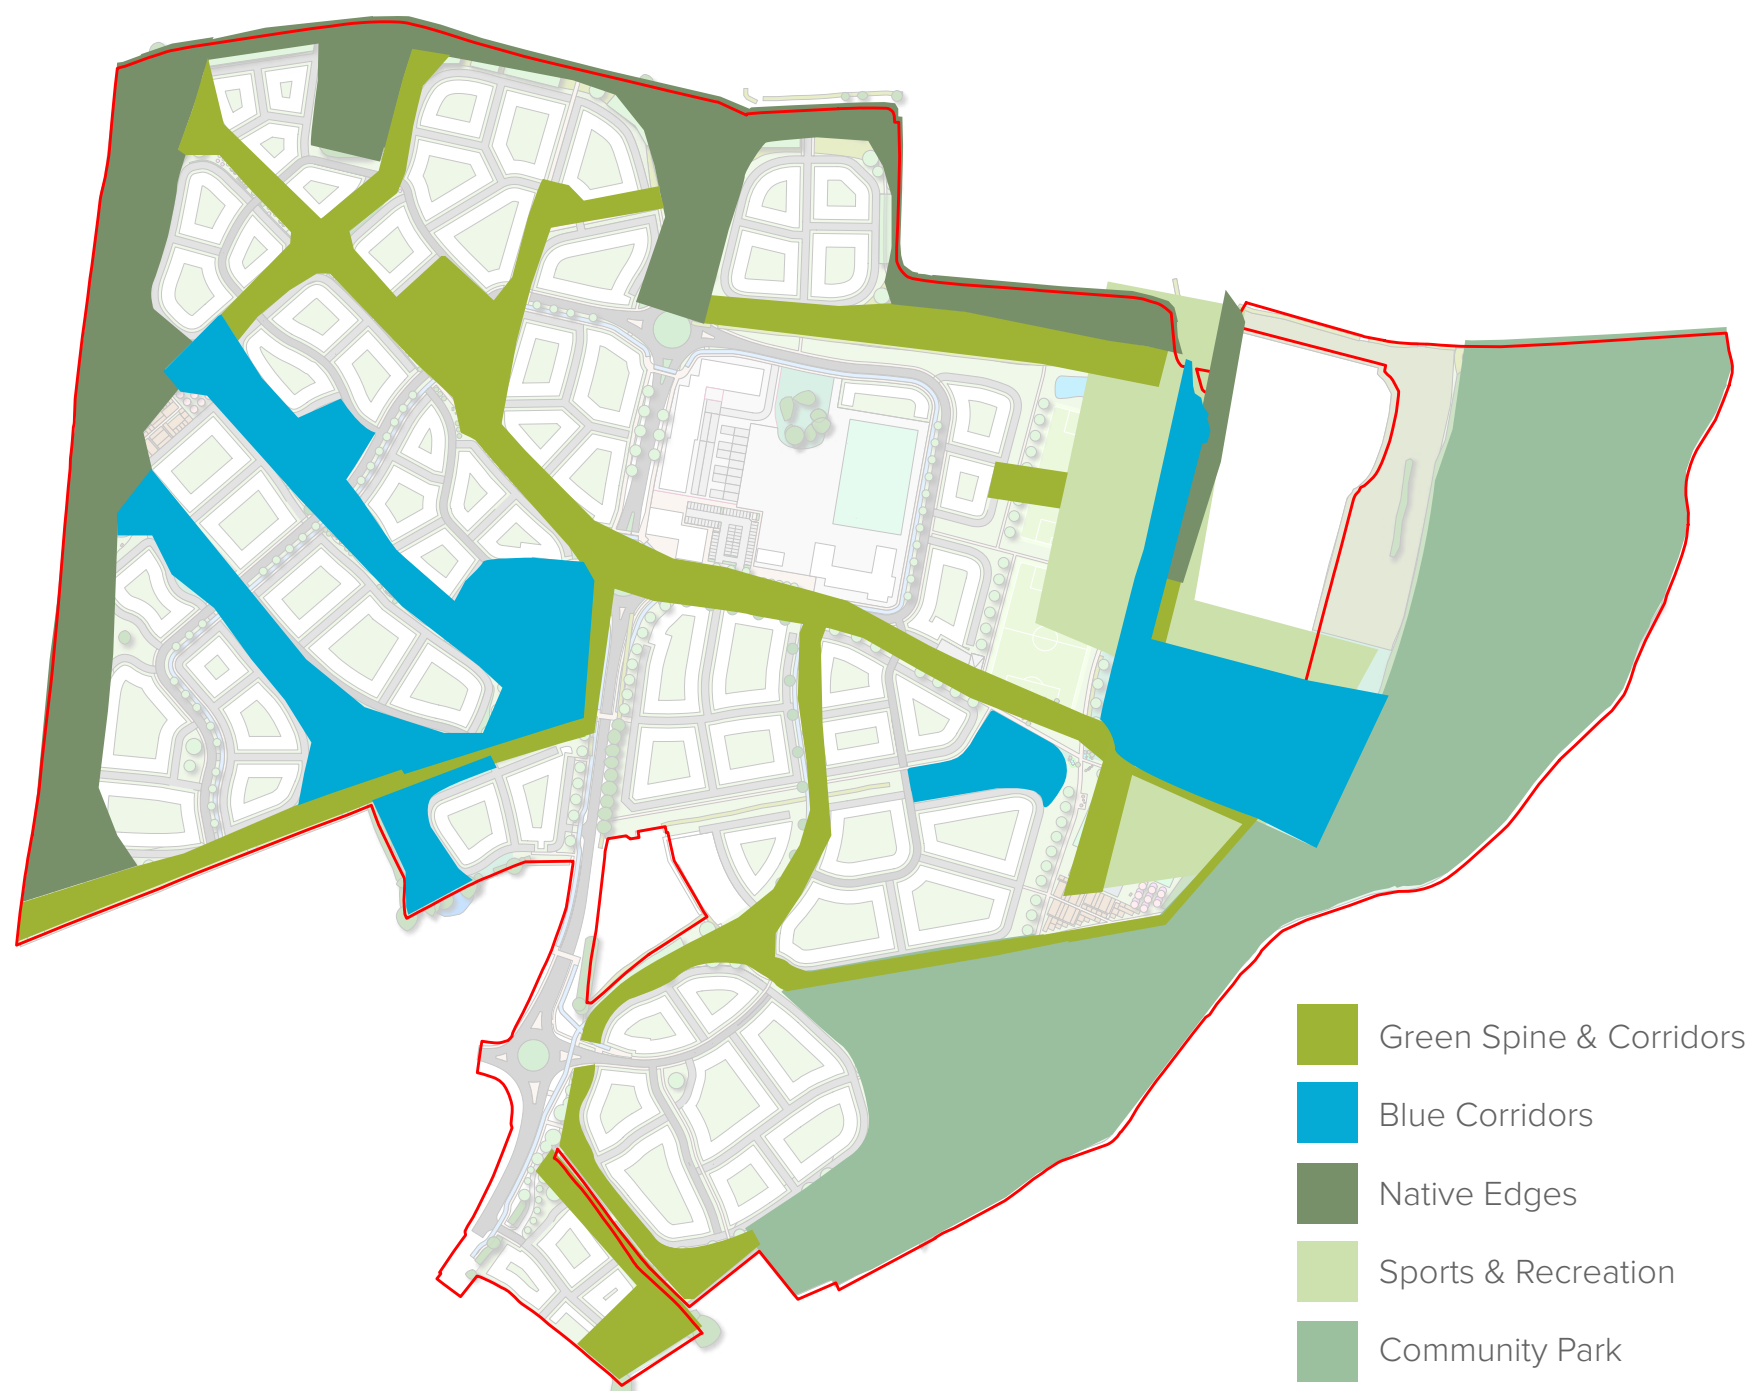 Green Spine & Corridors
Blue Corridors
Native Edges
Sports & Recreation
Community Park